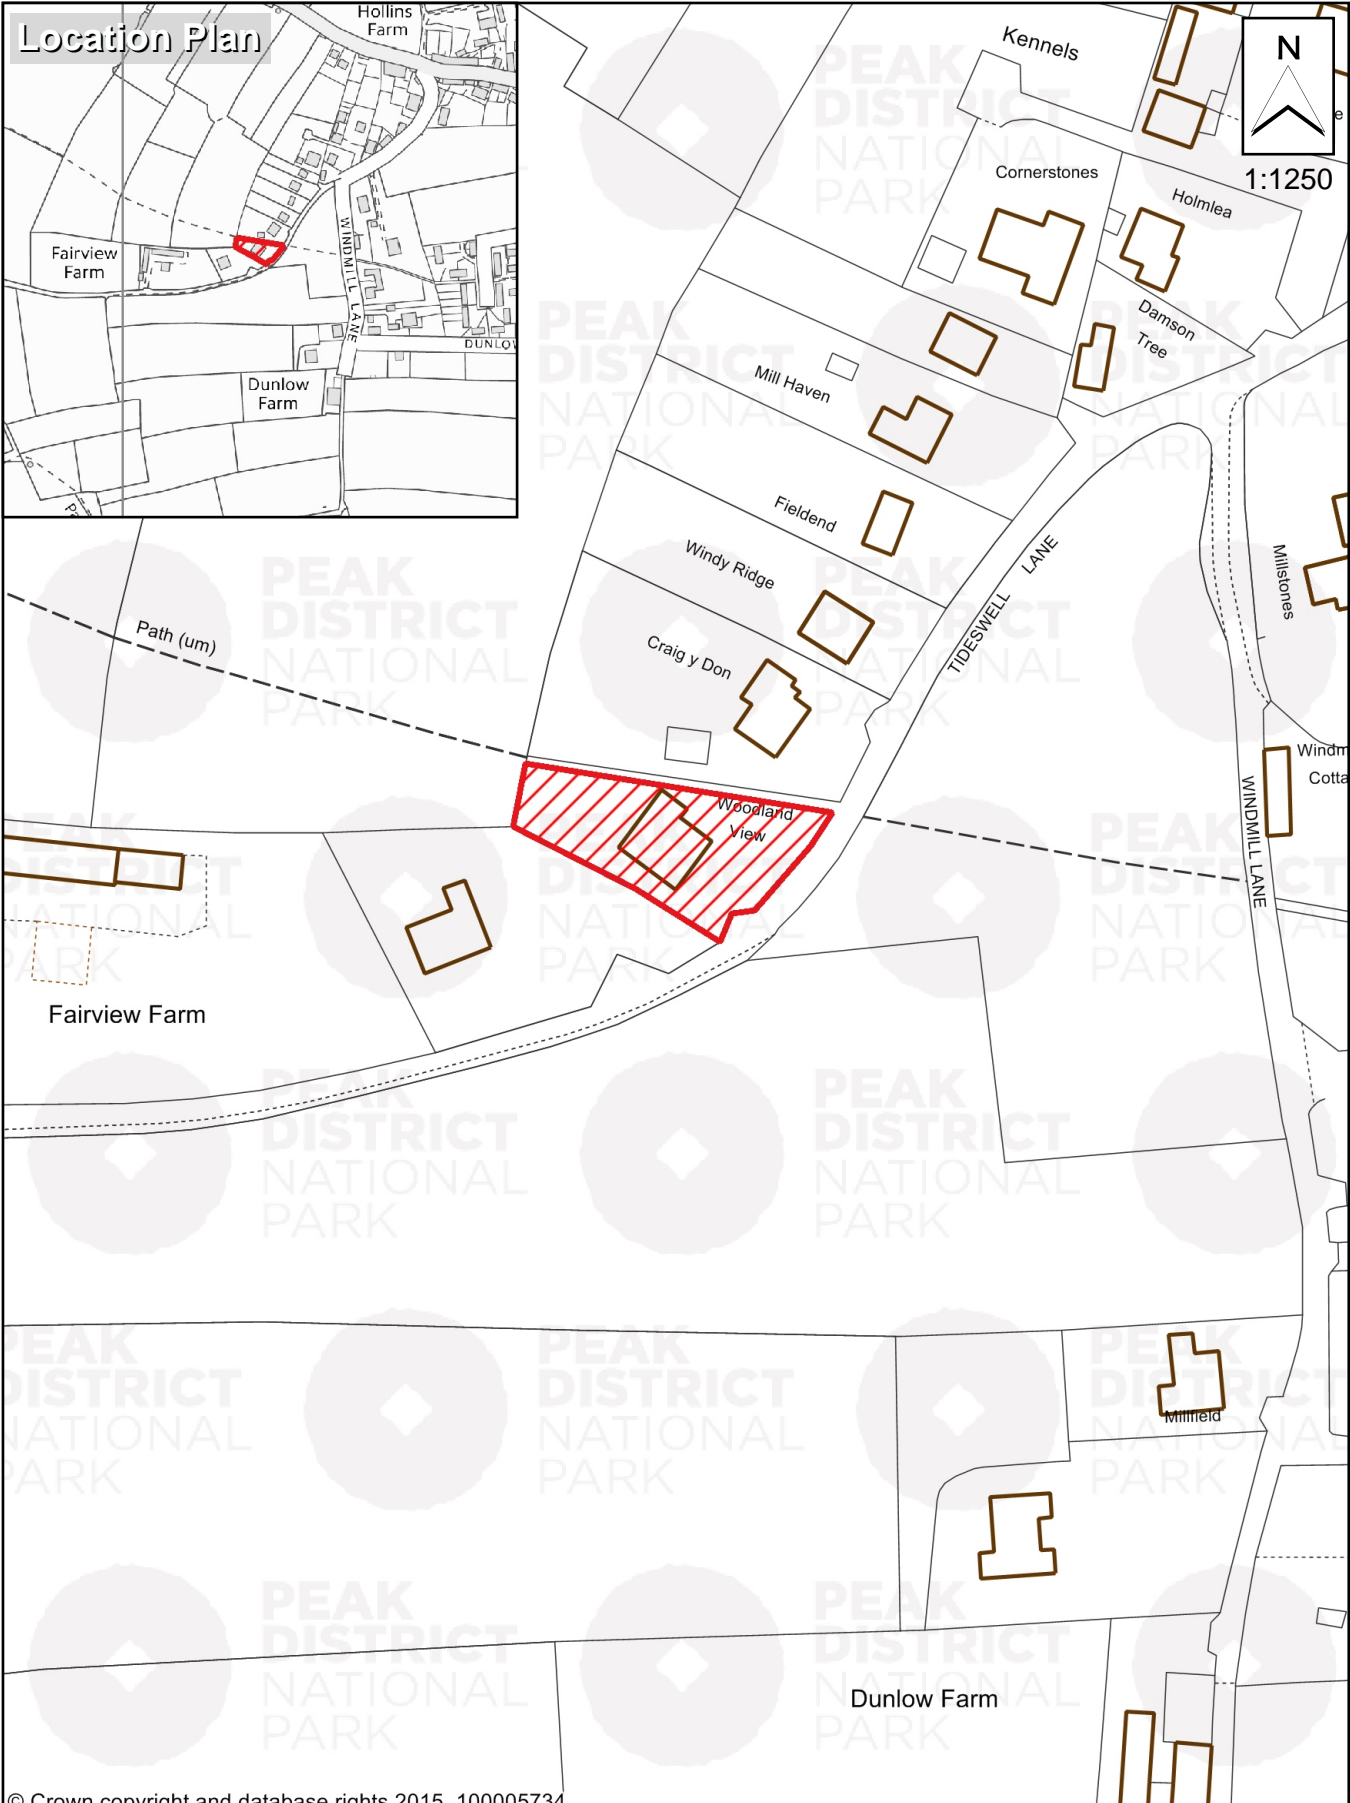 Location Plan
Hollins
Farm
Fairview
Farm
WINDMILL LANE
DUNLOW
Dunlow
Farm
Pa
N
1:1250
Kennels
Cornerstones
Holmlea
Damson
Tree
Mill Haven
Fieldend
Windy Ridge
Craig y Don
TIDESWELL LANE
Millstones
Path (um)
Woodland
View
Windm
Cotta
WINDMILL LANE
Fairview Farm
Millfield
Dunlow Farm
© Crown copyright and database rights 2015. 100005734
PEAK
DISTRICT
NATIONAL
PARK